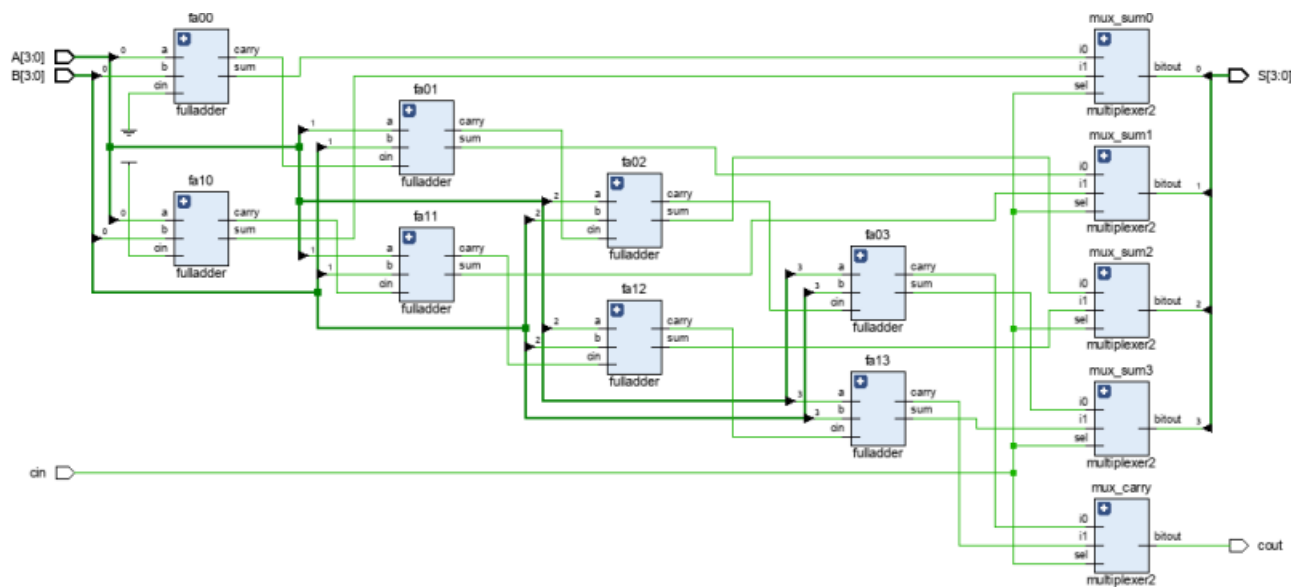 fa00
A[3:0]
B[3:0]
0
0
a
b
cin
carry
sum
fulladder
fa10
0
0
a
b
cin
carry
sum
fulladder
fa01
1
1
a
b
cin
carry
sum
fulladder
fa11
1
1
a
b
cin
carry
sum
fulladder
fa02
2
2
a
b
cin
carry
sum
fulladder
fa12
2
2
a
b
cin
carry
sum
fulladder
fa03
3
3
a
b
cin
carry
sum
fulladder
fa13
3
3
a
b
cin
carry
sum
fulladder
mux_sum0
i0
i1
sel
bitout
0
S[3:0]
multiplexer2
mux_sum1
i0
i1
sel
bitout
1
multiplexer2
mux_sum2
i0
i1
sel
bitout
2
multiplexer2
mux_sum3
i0
i1
sel
bitout
3
multiplexer2
cin
mux_carry
i0
i1
sel
bitout
cout
multiplexer2